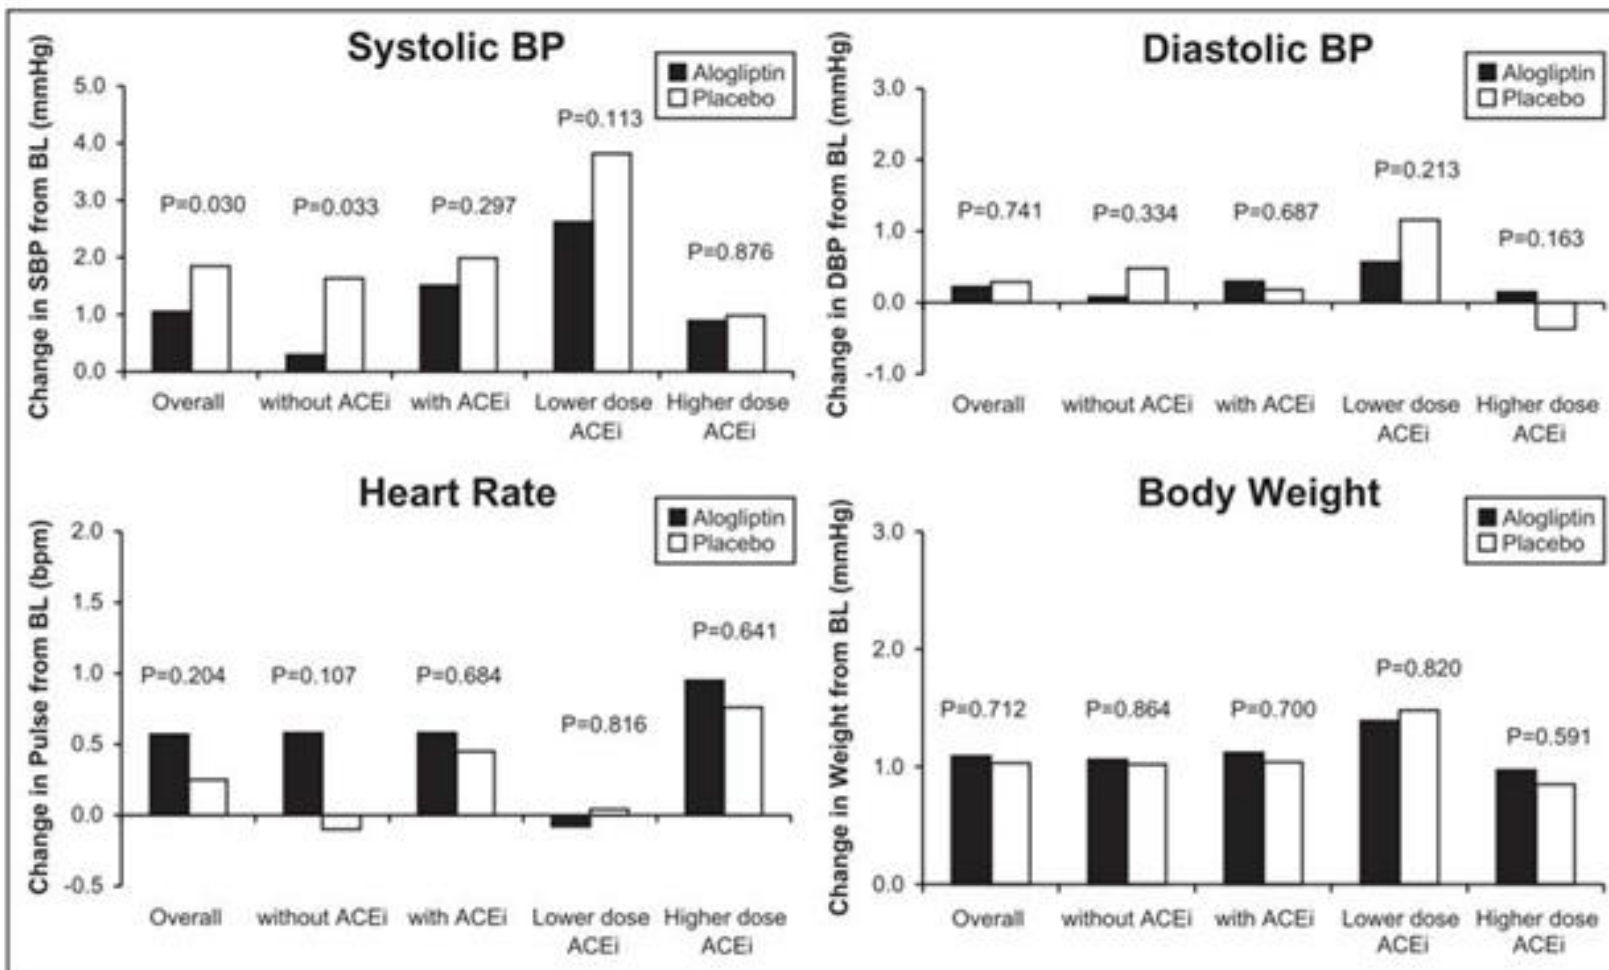 Systolic BP
Change in SBP from BL (mmHg)
Alogliptin
Placebo
5.0
4.0
3.0
2.0
1.0
0.0
P=0.030
P=0.033
P=0.297
P=0.113
P=0.876
Overall
without ACEi
with ACEi
Lower dose
ACEi
Higher dose
ACEi
Diastolic BP
Change in DBP from BL (mmHg)
Alogliptin
Placebo
3.0
2.0
1.0
0.0
-1.0
P=0.741
P=0.334
P=0.687
P=0.213
P=0.163
Overall
without ACEi
with ACEi
Lower dose
ACEi
Higher dose
ACEi
Heart Rate
Change in Pulse from BL (bpm)
Alogliptin
Placebo
2.0
1.5
1.0
0.5
0.0
-0.5
P=0.204
P=0.107
P=0.684
P=0.816
P=0.641
Overall
without ACEi
with ACEi
Lower dose
ACEi
Higher dose
ACEi
Body Weight
Change in Weight from BL (mmHg)
Alogliptin
Placebo
3.0
2.0
1.0
0.0
P=0.712
P=0.864
P=0.700
P=0.820
P=0.591
Overall
without ACEi
with ACEi
Lower dose
ACEi
Higher dose
ACEi